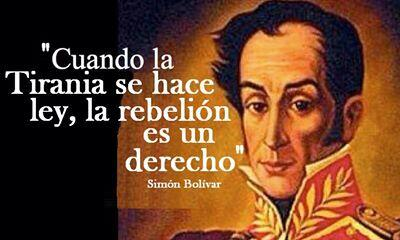 "Cuando la
Tirania se hace
ley, la rebelión
es un
derecho"
Simón Bolívar